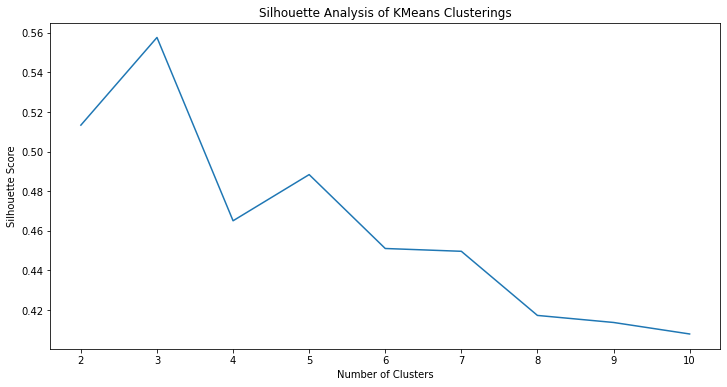 Silhouette Analysis of KMeans Clusterings
Silhouette Score
0.56
0.54
0.52
0.50
0.48
0.46
0.44
0.42
2 3 4 5 6 7 8 9 10
Number of Clusters